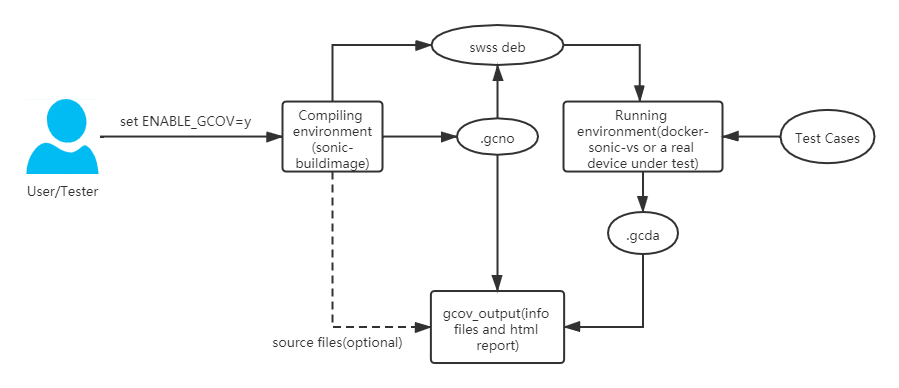 swss deb
set ENABLE_GCOV=y
Compiling
environment
(sonic-
buildimage)
.gcno
Running
environment(docker-
sonic-vs or a real
device under test)
Test Cases
User/Tester
.gcda
gcov_output(info
files and html
report)
source files(optional)